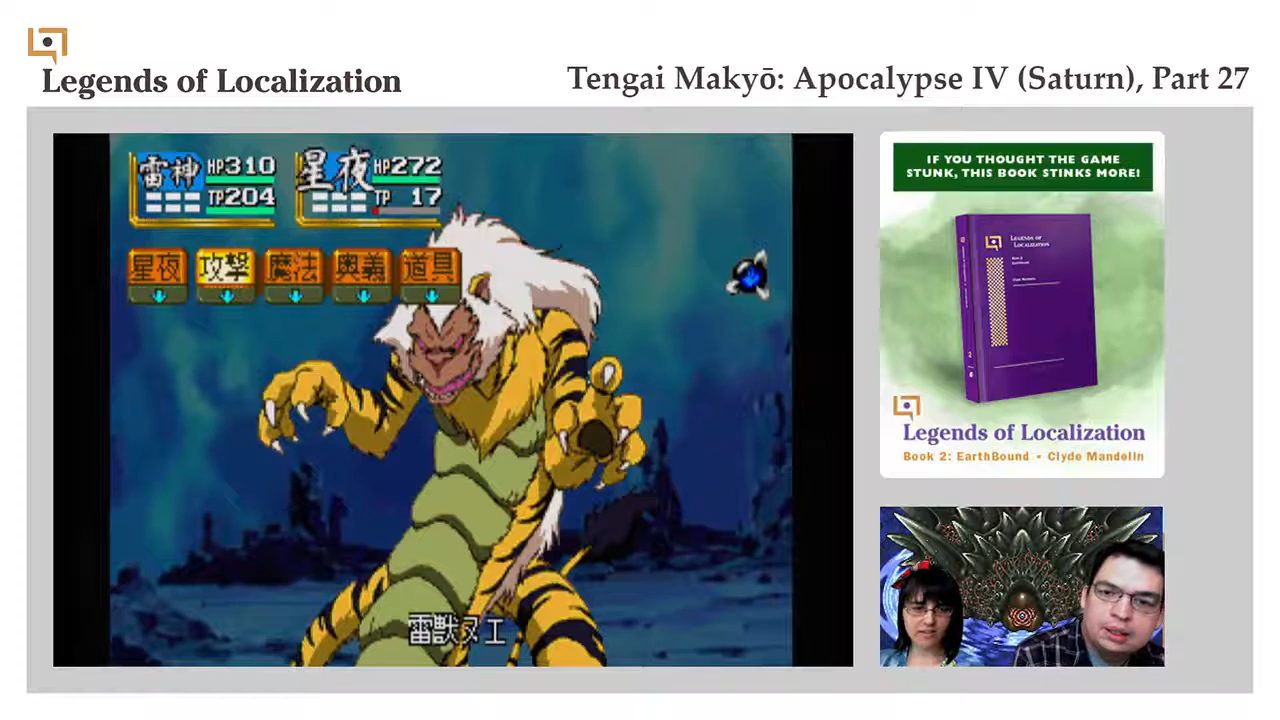 Legends of Localization
Tengai Makyō: Apocalypse IV (Saturn), Part 27
雷神 HP310
TP204
星夜 HP272
TP 17
星夜 攻撃 魔法 奥義 道具
雷獣ヌエ
IF YOU THOUGHT THE GAME
STUNK, THIS BOOK STINKS MORE!
LEGENDS OF
LOCALIZATION
Legends of Localization
Book 2: EarthBound • Clyde Mandelin